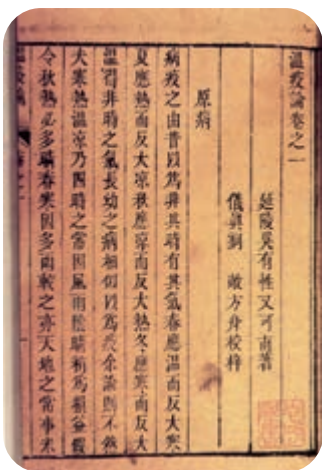 溫疫論卷之一
延陵吳有性又可甫著
儀真劉 敞方舟校梓
原病
病疫之由昔以為非其時有其氣春應溫而反大寒
夏應熱而反大涼秋應涼而反大熱冬應寒而反大
溫得非時之氣長幼之病相似以為疫余論則不然
夫寒熱溫涼乃四時之常因風雨陰晴稍為損益假
令秋熱必多晴春寒因多雨較之亦天地之常事未